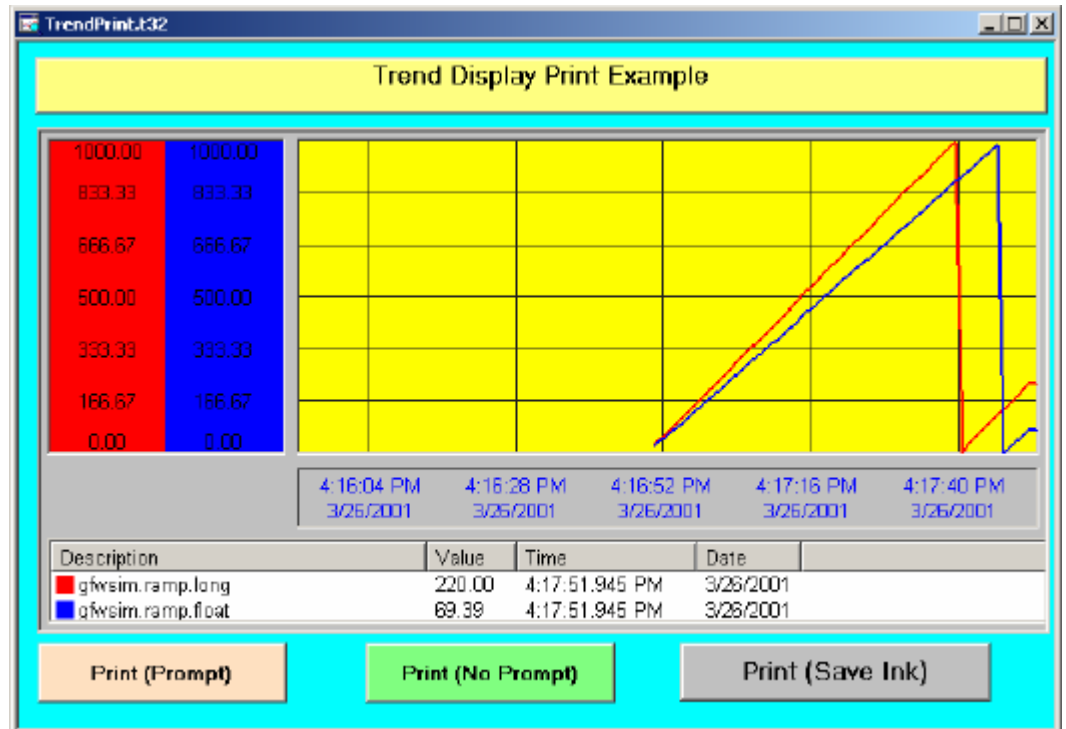 TrendPrint.t32
Trend Display Print Example
1000.00 1000.00
833.33 833.33
666.67 666.67
500.00 500.00
333.33 333.33
166.67 166.67
0.00 0.00
4:16:04 PM 4:16:28 PM 4:16:52 PM 4:17:16 PM 4:17:40 PM
3/26/2001 3/26/2001 3/26/2001 3/26/2001 3/26/2001
Description Value Time Date
gfwsim.ramp.long 220.00 4:17:51.945 PM 3/26/2001
gfwsim.ramp.float 69.39 4:17:51.945 PM 3/26/2001
Print (Prompt) Print (No Prompt) Print (Save Ink)